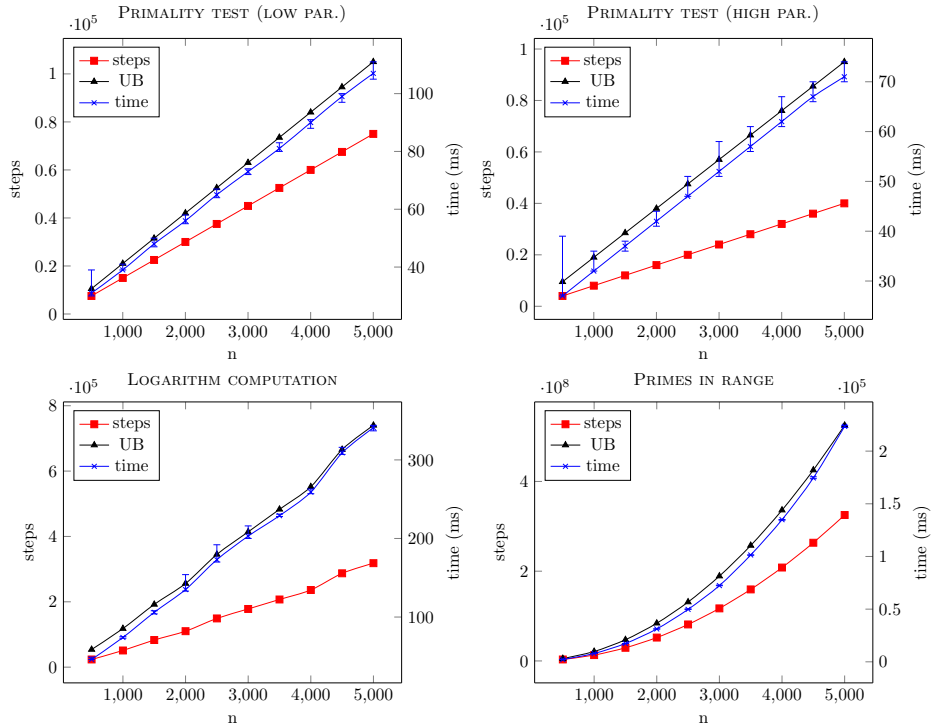 PRIMALITY TEST (LOW PAR.)
·10^5
steps
UB
time
1
0.8
0.6
0.4
0.2
0
steps
100
80
60
40
time (ms)
1,000 2,000 3,000 4,000 5,000
n
PRIMALITY TEST (HIGH PAR.)
·10^5
steps
UB
time
1
0.8
0.6
0.4
0.2
0
steps
70
60
50
40
30
time (ms)
1,000 2,000 3,000 4,000 5,000
n
LOGARITHM COMPUTATION
·10^5
steps
UB
time
8
6
4
2
0
steps
300
200
100
time (ms)
1,000 2,000 3,000 4,000 5,000
n
PRIMES IN RANGE
·10^8
·10^5
steps
UB
time
4
2
0
steps
2
1.5
1
0.5
0
time (ms)
1,000 2,000 3,000 4,000 5,000
n